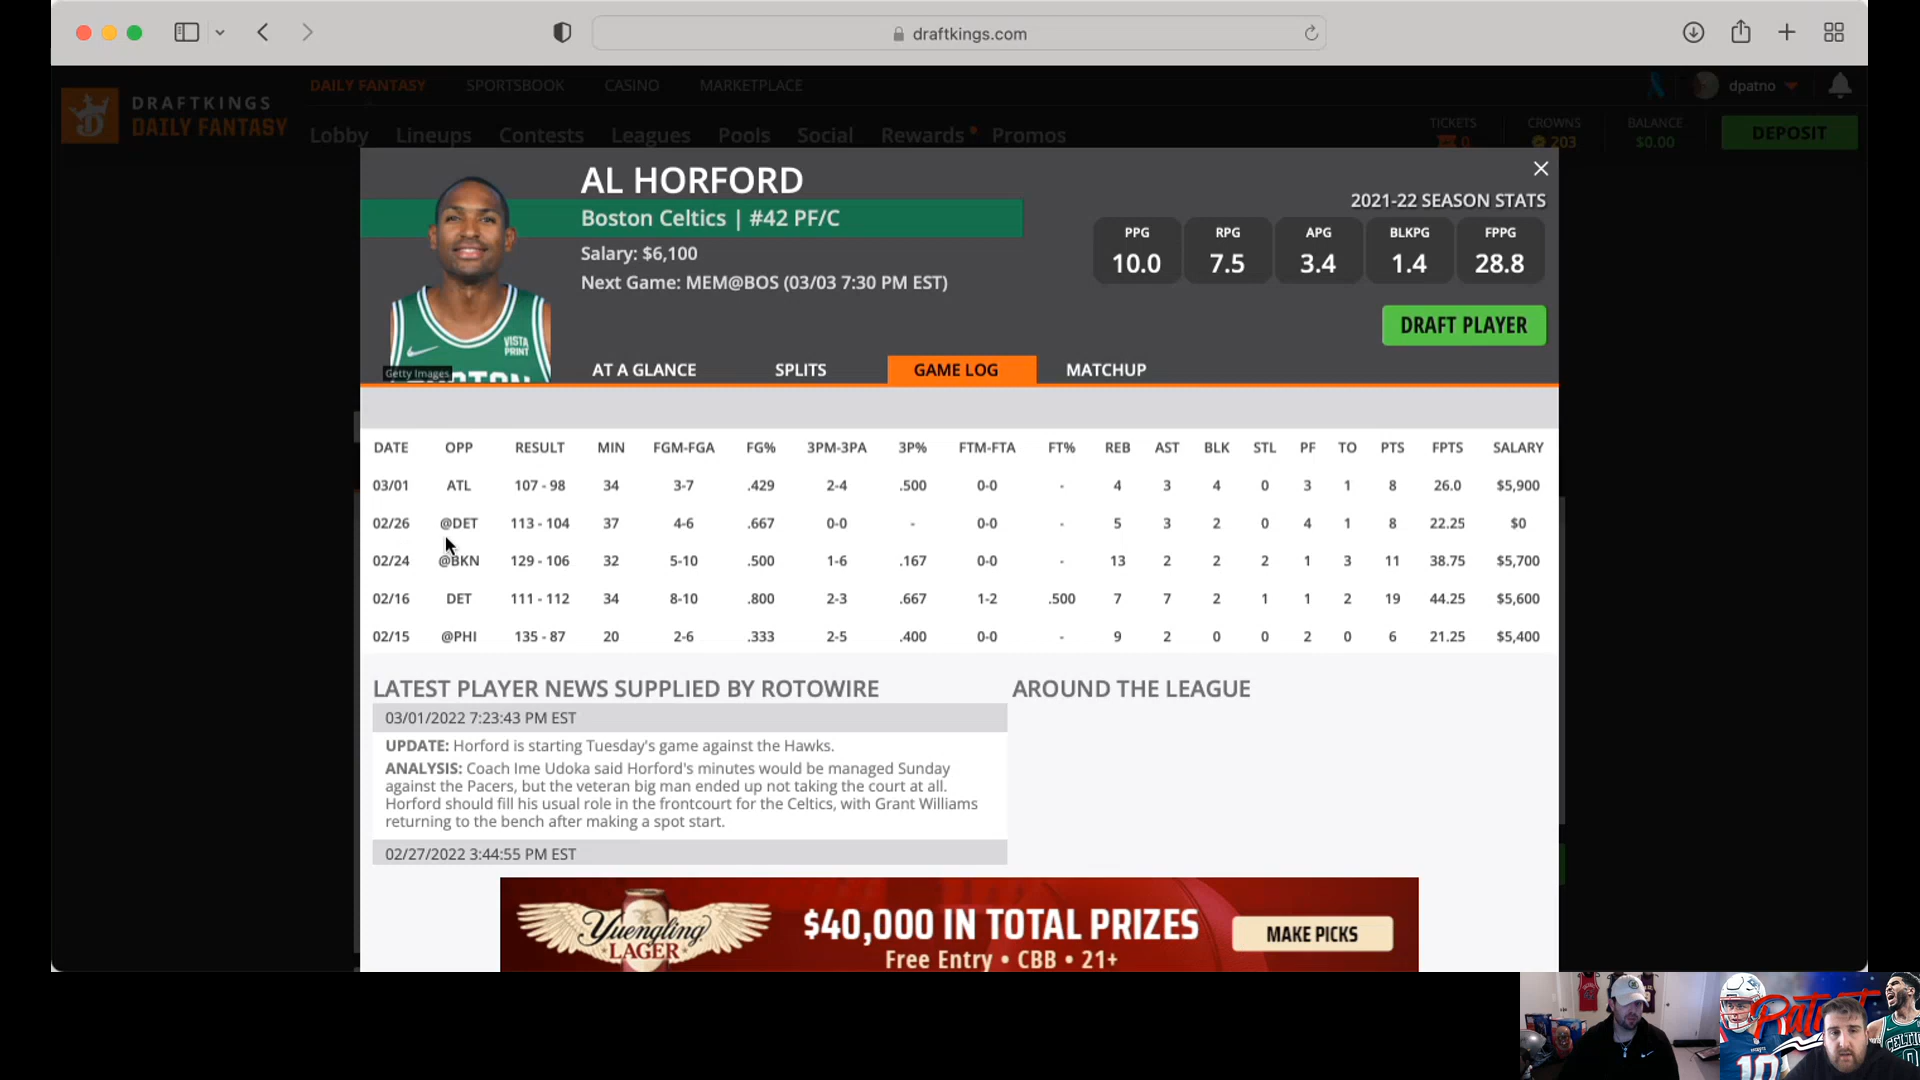 draftkings.com
DRAFTKINGS
DAILY FANTASY
DAILY FANTASY SPORTSBOOK CASINO MARKETPLACE
dpatno
Lobby Lineups Contests Leagues Pools Social Rewards Promos
TICKETS CROWNS BALANCE
0 203 $0.00
DEPOSIT
AL HORFORD
Boston Celtics | #42 PF/C
Salary: $6,100
Next Game: MEM@BOS (03/03 7:30 PM EST)
Getty Images
VISTA
PRINT
2021-22 SEASON STATS
PPG RPG APG BLKPG FPPG
10.0 7.5 3.4 1.4 28.8
DRAFT PLAYER
AT A GLANCE SPLITS GAME LOG MATCHUP
DATE OPP RESULT MIN FGM-FGA FG% 3PM-3PA 3P% FTM-FTA FT% REB AST BLK STL PF TO PTS FPTS SALARY
03/01 ATL 107 - 98 34 3-7 .429 2-4 .500 0-0 - 4 3 4 0 3 1 8 26.0 $5,900
02/26 @DET 113 - 104 37 4-6 .667 0-0 - 0-0 - 5 3 2 0 4 1 8 22.25 $0
02/24 @BKN 129 - 106 32 5-10 .500 1-6 .167 0-0 - 13 2 2 2 1 3 11 38.75 $5,700
02/16 DET 111 - 112 34 8-10 .800 2-3 .667 1-2 .500 7 7 2 1 1 2 19 44.25 $5,600
02/15 @PHI 135 - 87 20 2-6 .333 2-5 .400 0-0 - 9 2 0 0 2 0 6 21.25 $5,400
LATEST PLAYER NEWS SUPPLIED BY ROTOWIRE
AROUND THE LEAGUE
03/01/2022 7:23:43 PM EST
UPDATE: Horford is starting Tuesday's game against the Hawks.
ANALYSIS: Coach Ime Udoka said Horford's minutes would be managed Sunday
against the Pacers, but the veteran big man ended up not taking the court at all.
Horford should fill his usual role in the frontcourt for the Celtics, with Grant Williams
returning to the bench after making a spot start.
02/27/2022 3:44:55 PM EST
Yuengling
LAGER
$40,000 IN TOTAL PRIZES
Free Entry • CBB • 21+
MAKE PICKS